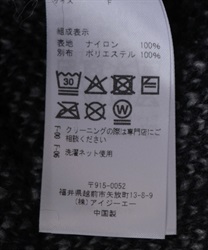 サイズ F
組成表示
表地 ナイロン 100%
別布 ポリエステル 100%
30
W
クリーニングの際は専門店にご
相談ください
洗濯ネット使用
〒915-0052
福井県越前市矢放町13-8-9
(株)アイジーエー
中国製